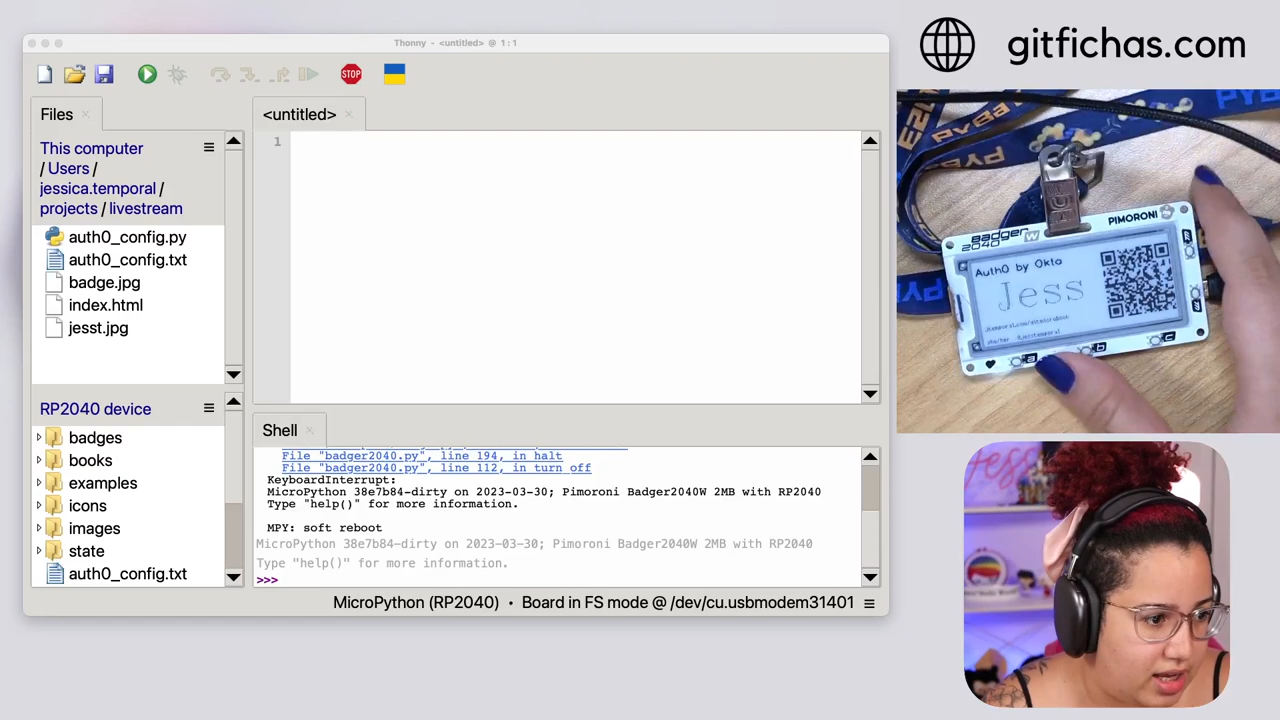 gitfichas.com
Thonny - <untitled> @ 1:1
STOP
Files
<untitled>
This computer
/ Users /
jessica.temporal /
projects / livestream
auth0_config.py
auth0_config.txt
badge.jpg
index.html
jesst.jpg
1
RP2040 device
badges
books
examples
icons
images
state
auth0_config.txt
Shell
File "badger2040.py", line 194, in halt
File "badger2040.py", line 112, in turn off
KeyboardInterrupt:
MicroPython 38e7b84-dirty on 2023-03-30; Pimoroni Badger2040W 2MB with RP2040
Type "help()" for more information.
MPY: soft reboot
MicroPython 38e7b84-dirty on 2023-03-30; Pimoroni Badger2040W 2MB with RP2040
Type "help()" for more information.
>>>
MicroPython (RP2040) • Board in FS mode @ /dev/cu.usbmodem31401
PIMORONI
Badger
2040 W
Auth0 by Okta
Jess
she/her
a
b
c